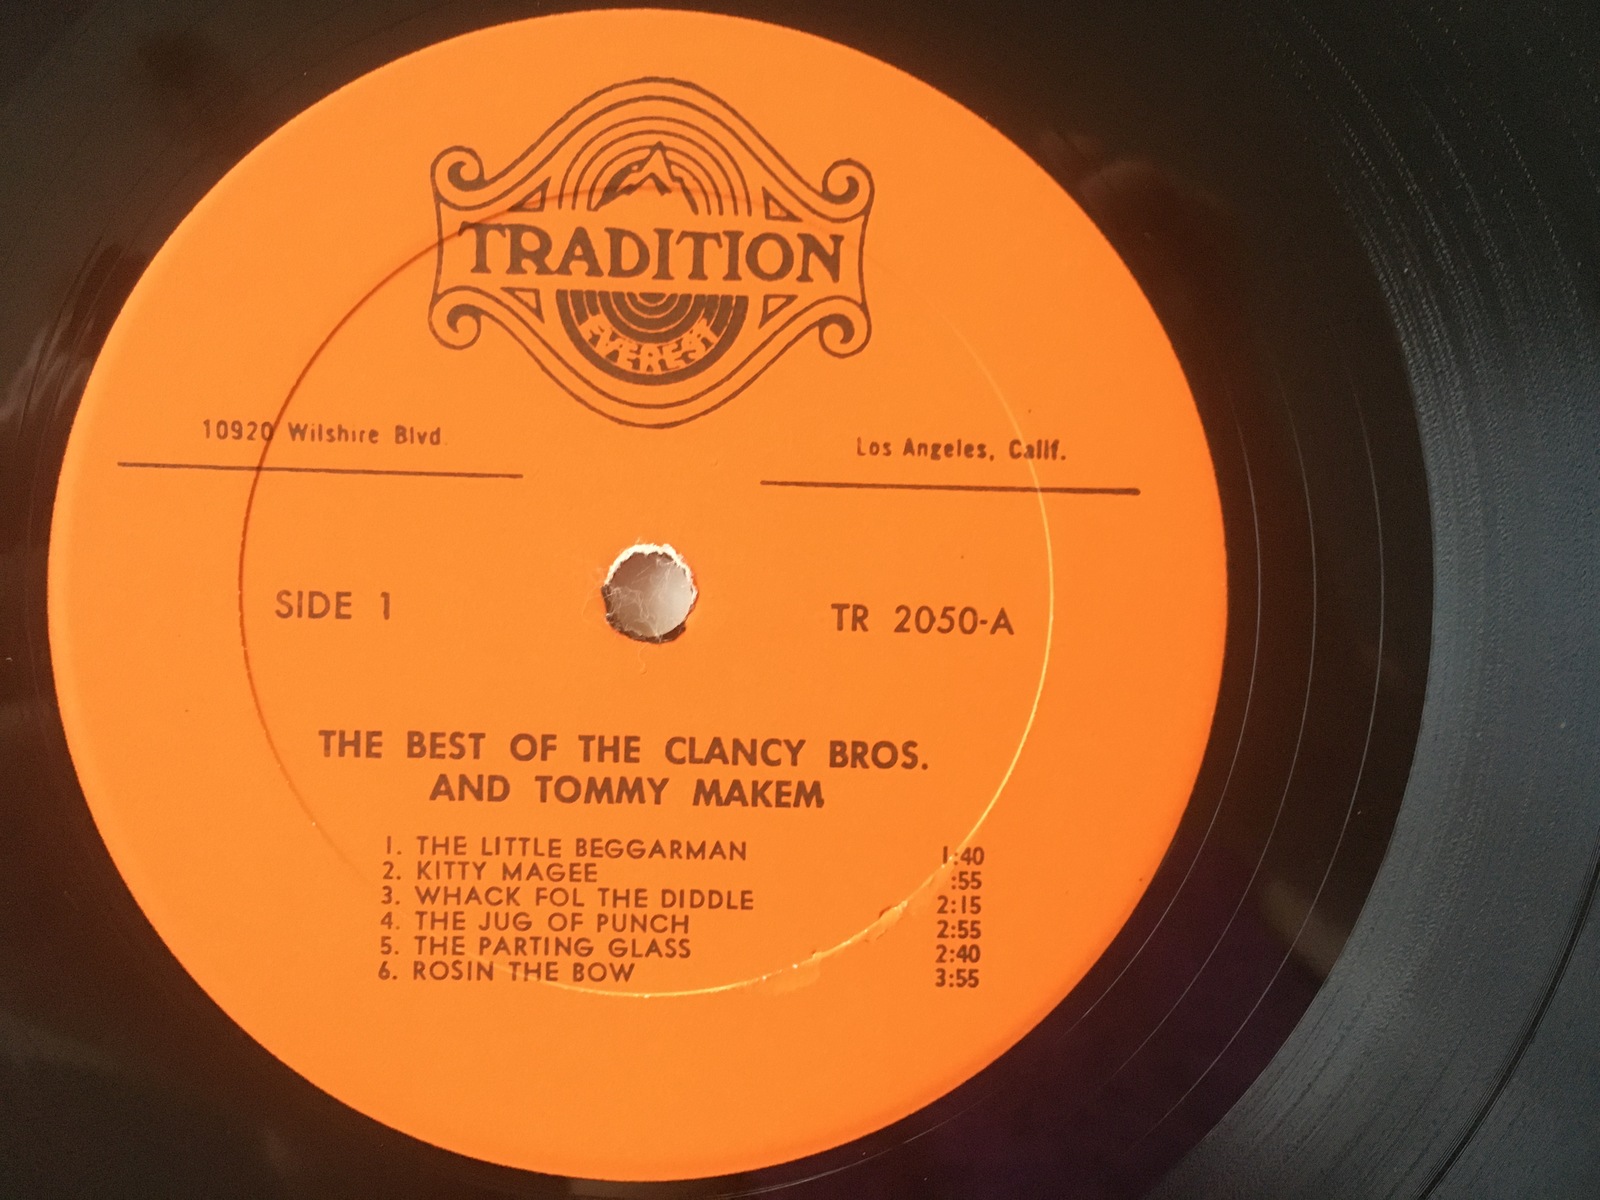 TRADITION
EVEREST
10920 Wilshire Blvd.
Los Angeles, Calif.
SIDE 1
TR 2050-A
THE BEST OF THE CLANCY BROS.
AND TOMMY MAKEM
1. THE LITTLE BEGGARMAN 1:40
2. KITTY MAGEE :55
3. WHACK FOL THE DIDDLE 2:15
4. THE JUG OF PUNCH 2:55
5. THE PARTING GLASS 2:40
6. ROSIN THE BOW 3:55